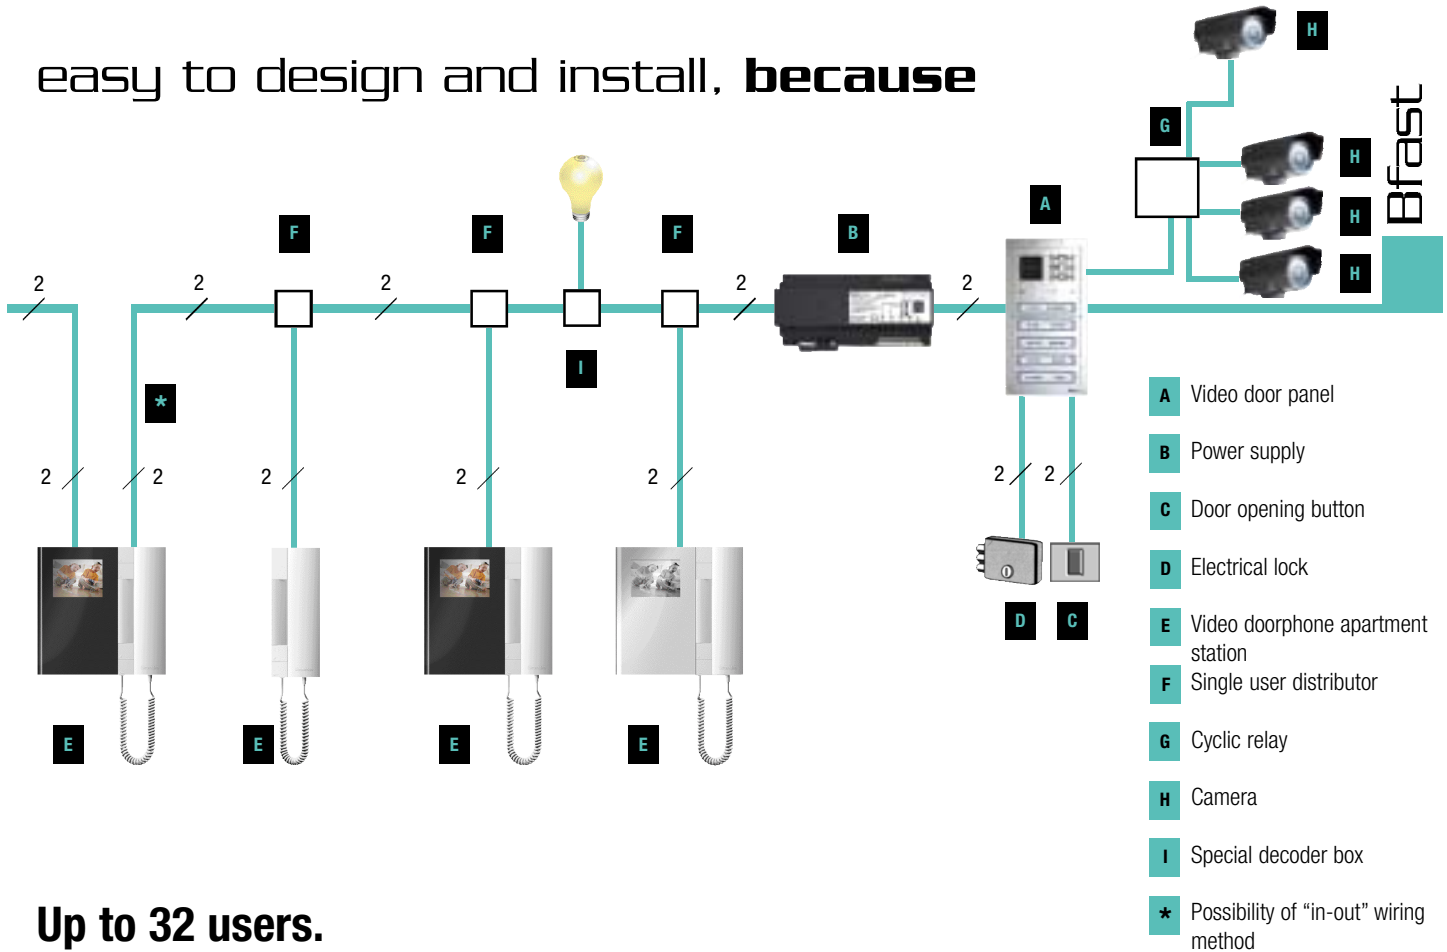 easy to design and install, because
H
G
H
H
H
Bfast
A
F
F
F
B
2
2
2
2
2
I
*
2
2
2
2
2
2
2
D
C
E
E
E
E
A Video door panel
B Power supply
C Door opening button
D Electrical lock
E Video doorphone apartment
station
F Single user distributor
G Cyclic relay
H Camera
I Special decoder box
* Possibility of “in-out” wiring
method
Up to 32 users.